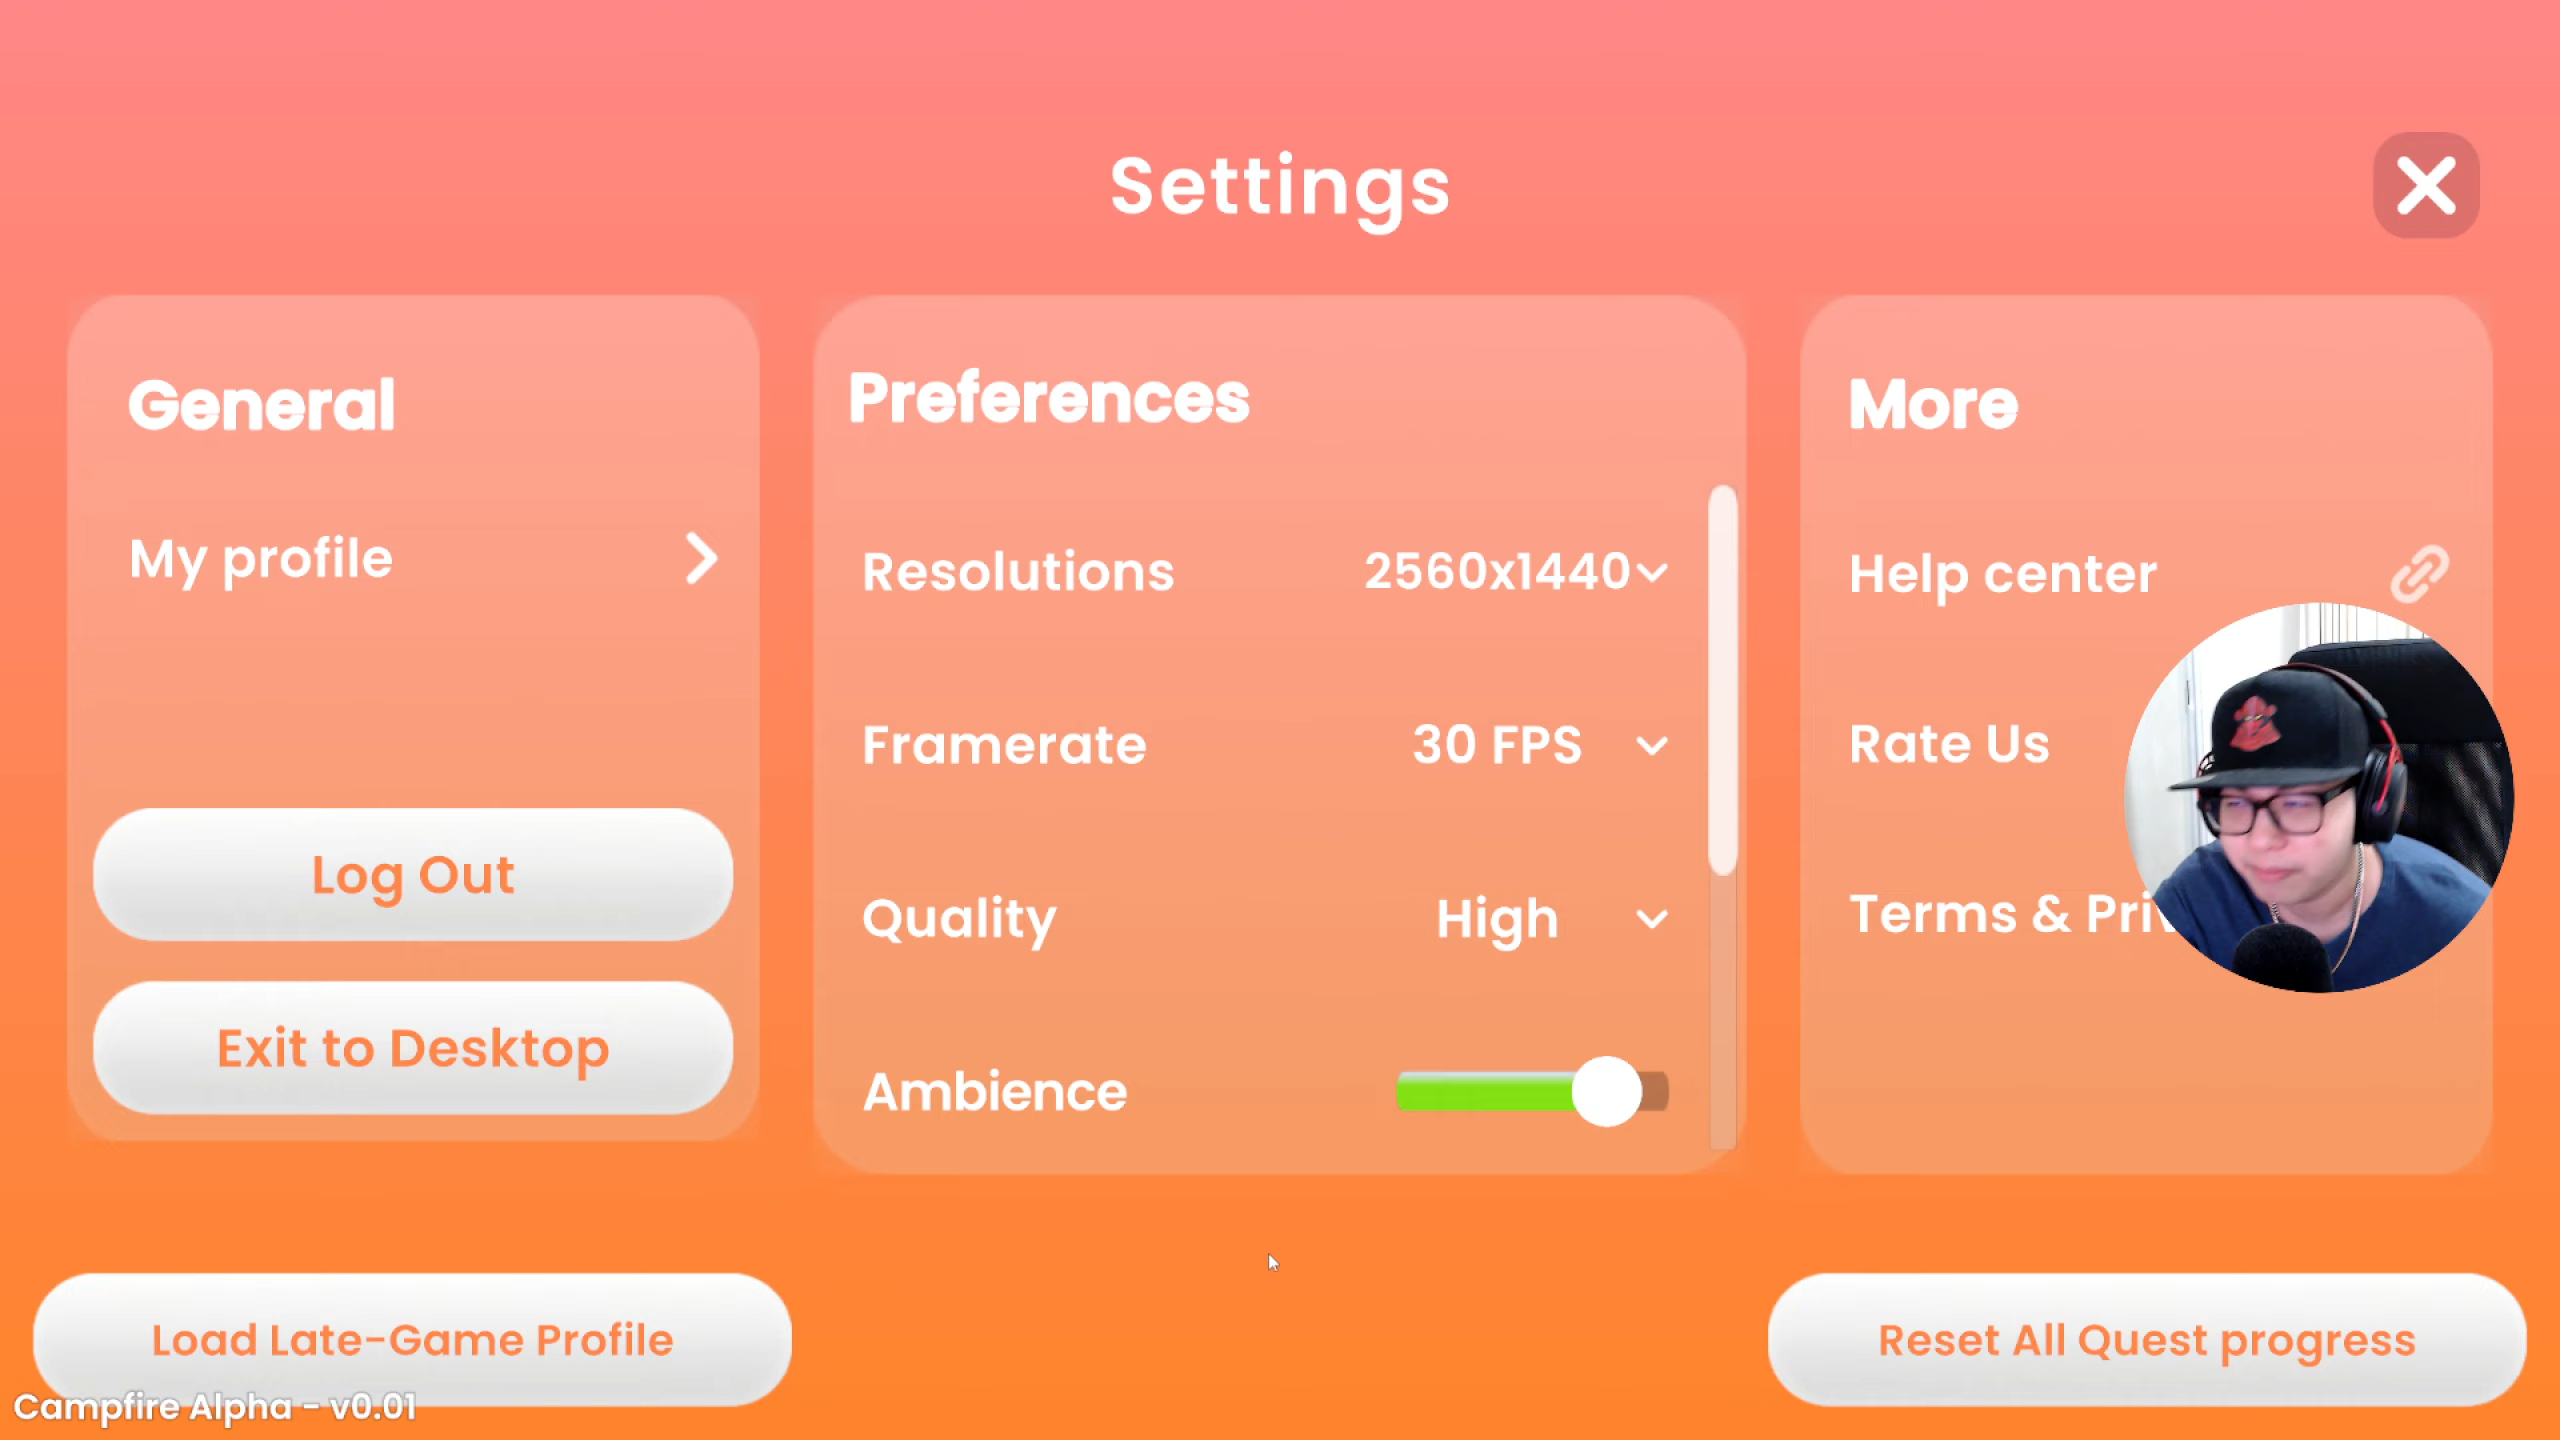 Settings
General
My profile
Log Out
Exit to Desktop
Preferences
Resolutions 2560x1440
Framerate 30 FPS
Quality High
Ambience
More
Help center
Rate Us
Terms &
Load Late-Game Profile
Reset All Quest progress
Campfire Alpha - v0.01